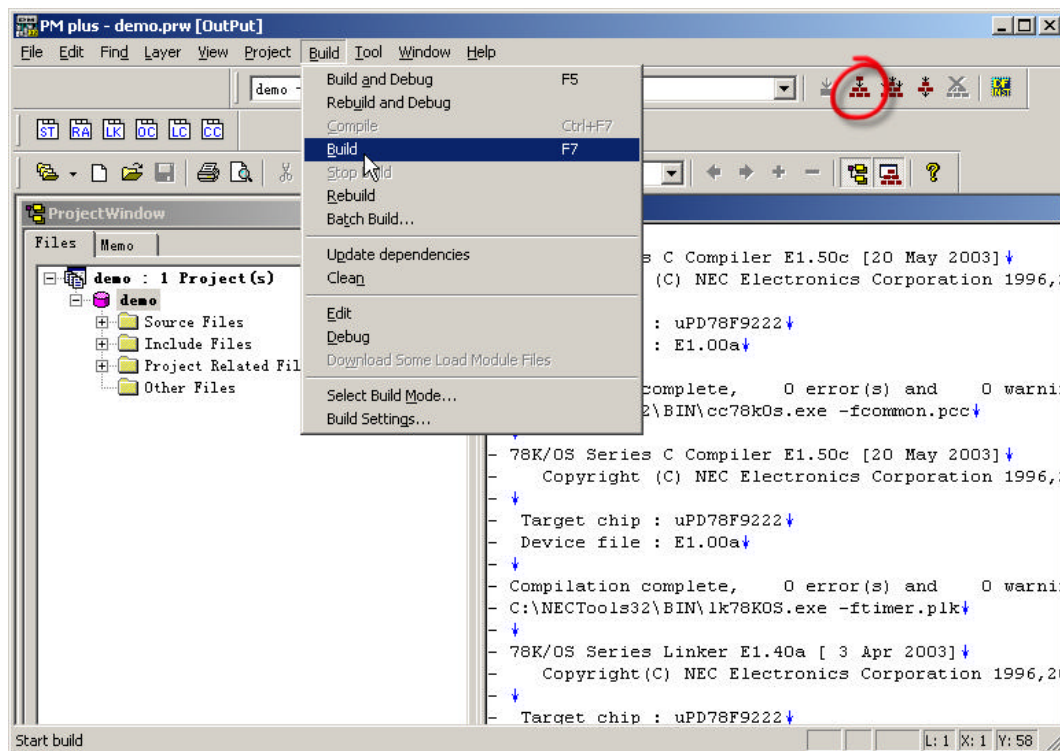 PM plus - demo.prw [OutPut]
File Edit Find Layer View Project Build Tool Window Help
demo -
ST RA LK OC LC CC
Build and Debug F5
Rebuild and Debug
Compile Ctrl+F7
Build F7
Stop
Rebuild
Batch Build...
Update dependencies
Clean
Edit
Debug
Download Some Load Module Files
Select Build Mode...
Build Settings...
ProjectWindow
Files Memo
demo : 1 Project(s)
demo
Source Files
Include Files
Project Related Fil
Other Files
s C Compiler E1.50c [20 May 2003]↓
(C) NEC Electronics Corporation 1996,
: uPD78F9222↓
: E1.00a↓
complete, 0 error(s) and 0 warni
2\BIN\cc78k0s.exe -fcommon.pcc↓
- 78K/0S Series C Compiler E1.50c [20 May 2003]↓
- Copyright (C) NEC Electronics Corporation 1996,
- ↓
- Target chip : uPD78F9222↓
- Device file : E1.00a↓
- ↓
- Compilation complete, 0 error(s) and 0 warni
- C:\NECTools32\BIN\lk78K0S.exe -ftimer.plk↓
- ↓
- 78K/0S Series Linker E1.40a [ 3 Apr 2003]↓
- Copyright(C) NEC Electronics Corporation 1996,20
- ↓
- Target chip : uPD78F9222↓
Start build
L: 1 X: 1 Y: 58